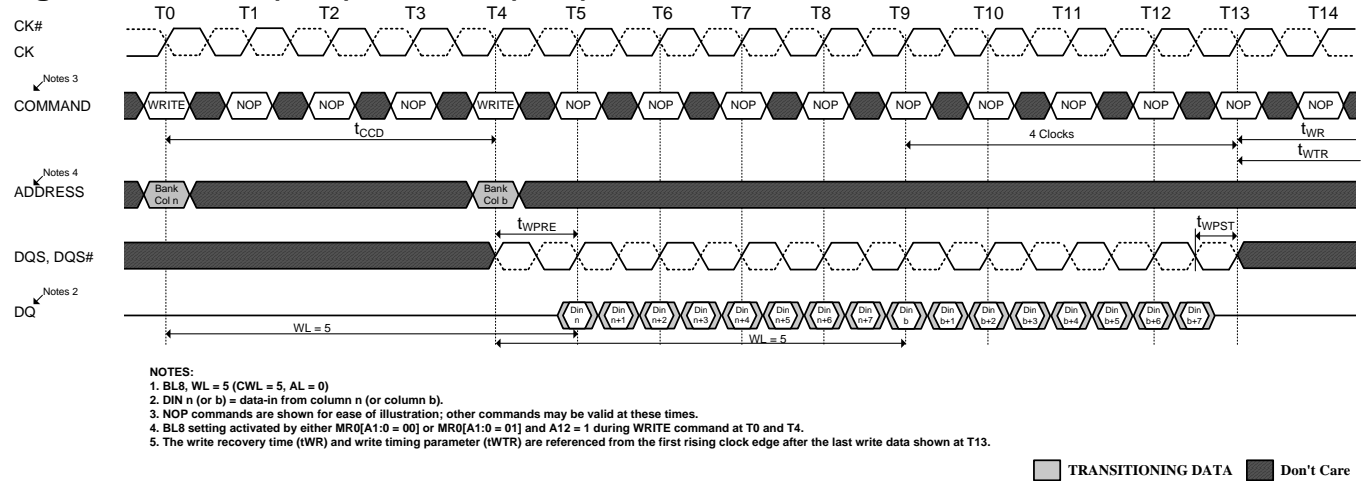 T0 T1 T2 T3 T4 T5 T6 T7 T8 T9 T10 T11 T12 T13 T14
CK#
CK
Notes 3
COMMAND
WRITE NOP NOP NOP WRITE NOP NOP NOP NOP NOP NOP NOP NOP NOP NOP
tCCD
4 Clocks
tWR
tWTR
Notes 4
ADDRESS
Bank
Col n
Bank
Col b
tWPRE
tWPST
DQS, DQS#
Notes 2
DQ
Din
n
Din
n+1
Din
n+2
Din
n+3
Din
n+4
Din
n+5
Din
n+6
Din
n+7
Din
b
Din
b+1
Din
b+2
Din
b+3
Din
b+4
Din
b+5
Din
b+6
Din
b+7
WL = 5
WL = 5
NOTES:
1. BL8, WL = 5 (CWL = 5, AL = 0)
2. DIN n (or b) = data-in from column n (or column b).
3. NOP commands are shown for ease of illustration; other commands may be valid at these times.
4. BL8 setting activated by either MR0[A1:0 = 00] or MR0[A1:0 = 01] and A12 = 1 during WRITE command at T0 and T4.
5. The write recovery time (tWR) and write timing parameter (tWTR) are referenced from the first rising clock edge after the last write data shown at T13.
TRANSITIONING DATA
Don't Care